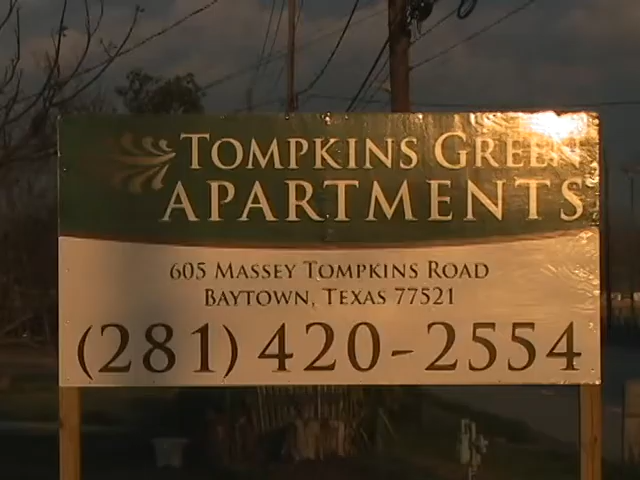 TOMPKINS GREEN
APARTMENTS
605 MASSEY TOMPKINS ROAD
BAYTOWN, TEXAS 77521
(281) 420-2554